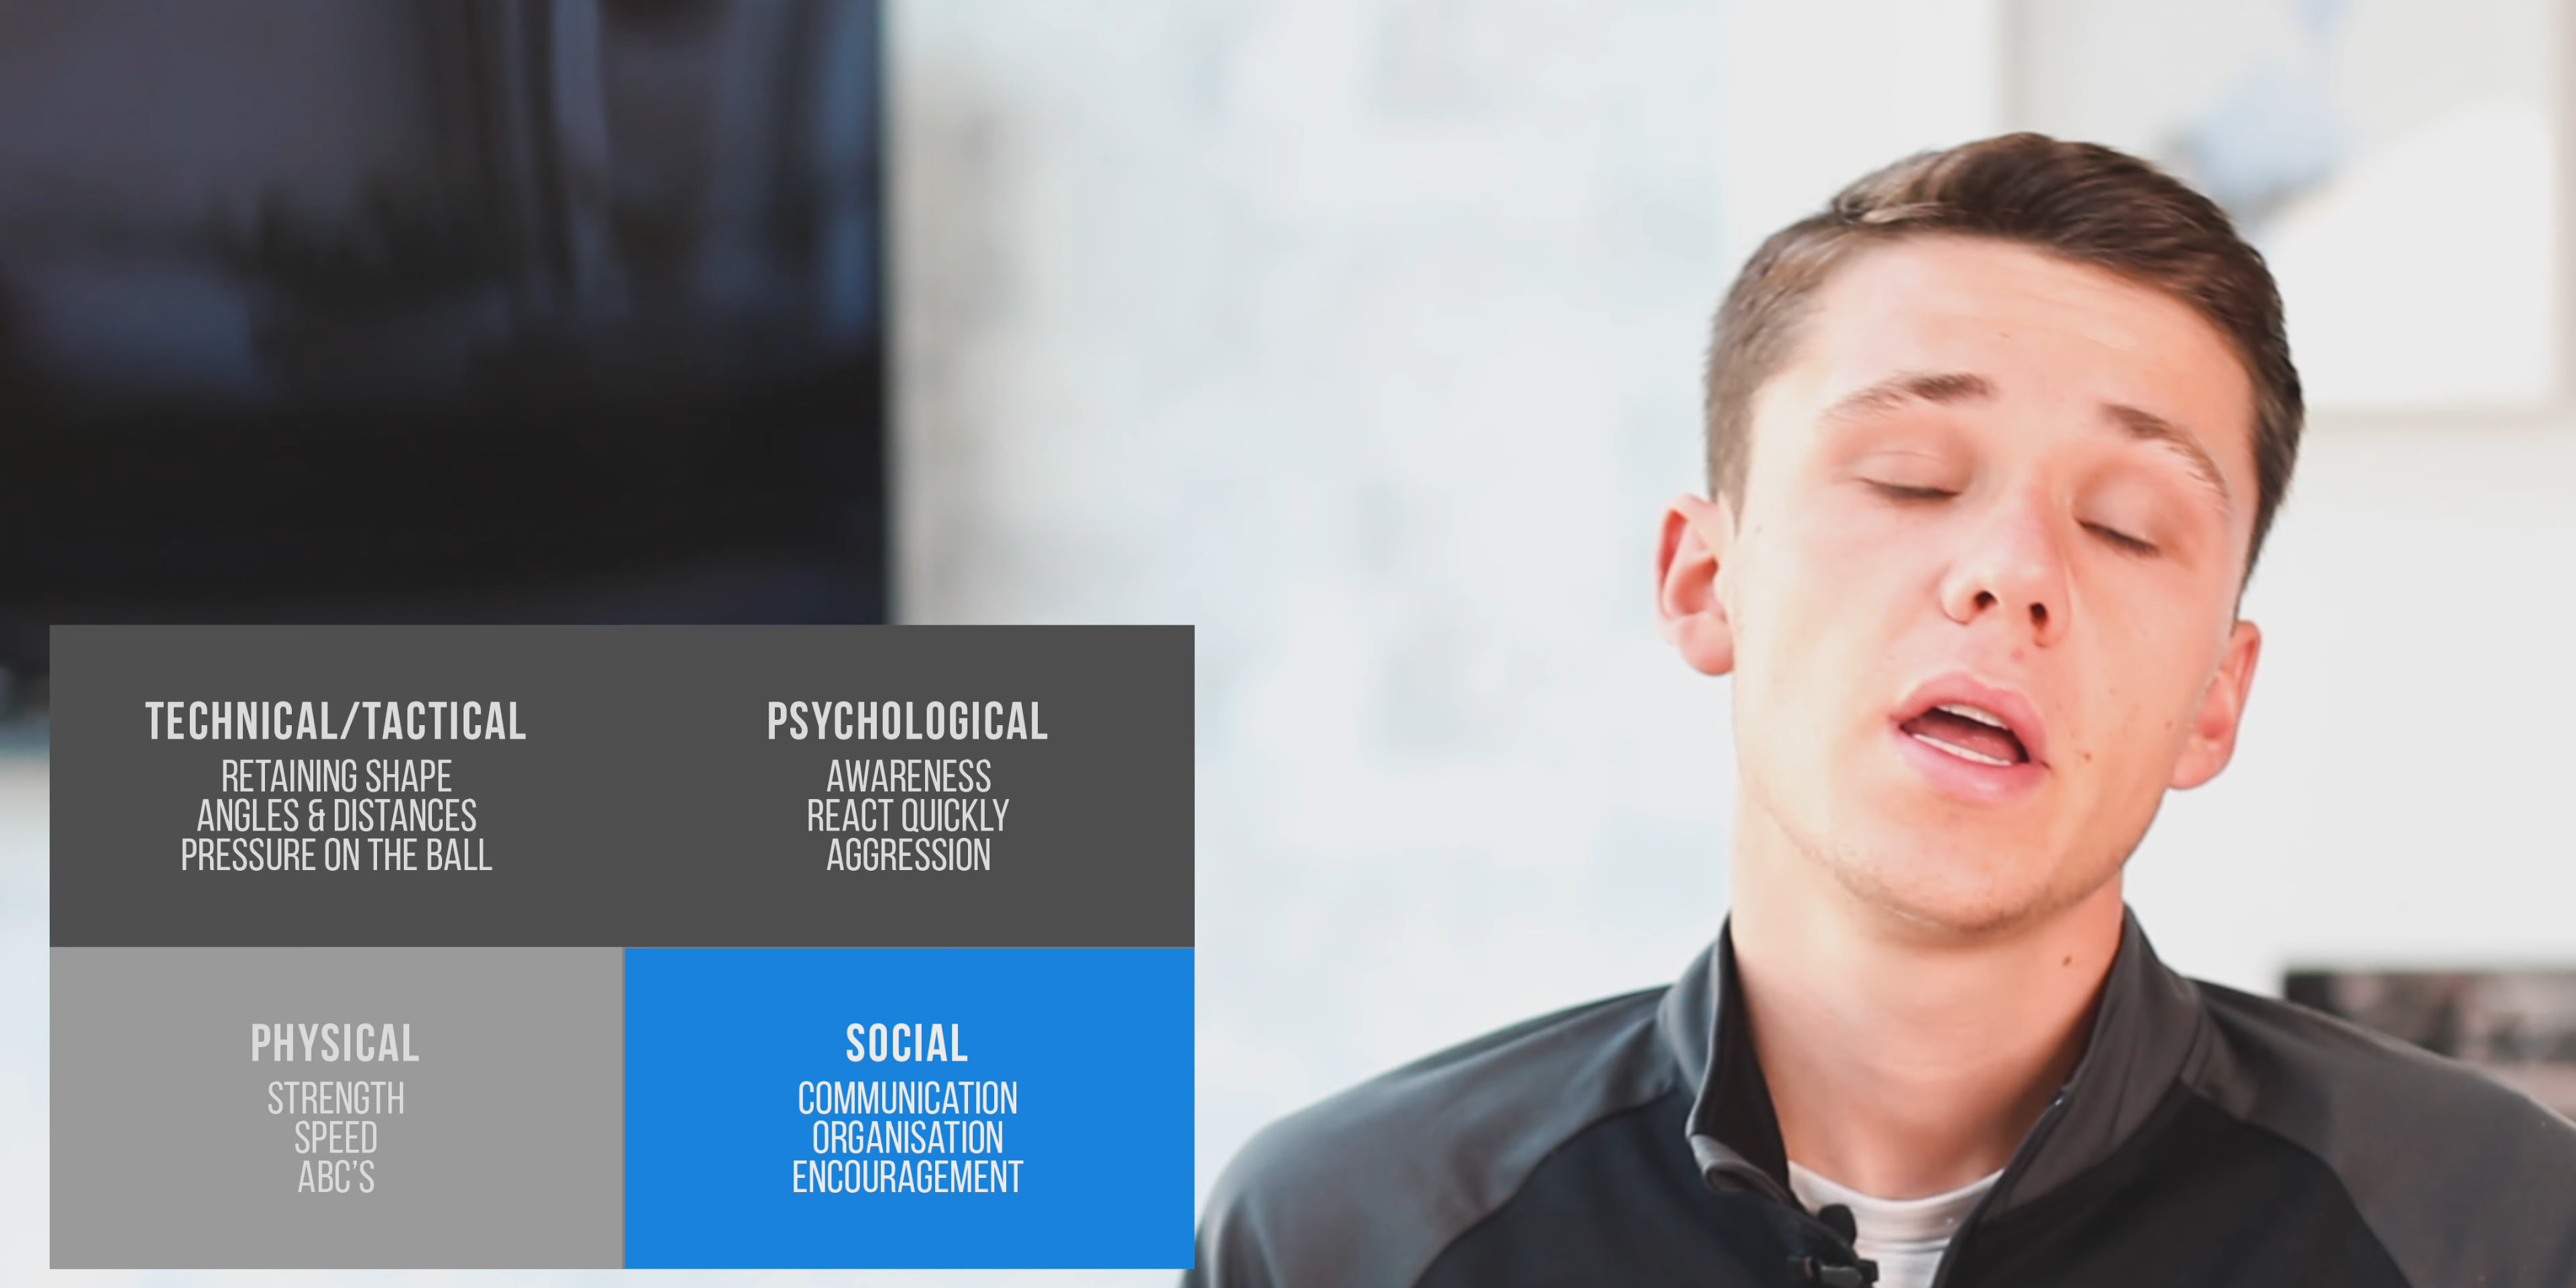 TECHNICAL/TACTICAL
RETAINING SHAPE
ANGLES & DISTANCES
PRESSURE ON THE BALL
PSYCHOLOGICAL
AWARENESS
REACT QUICKLY
AGGRESSION
PHYSICAL
STRENGTH
SPEED
ABC'S
SOCIAL
COMMUNICATION
ORGANISATION
ENCOURAGEMENT